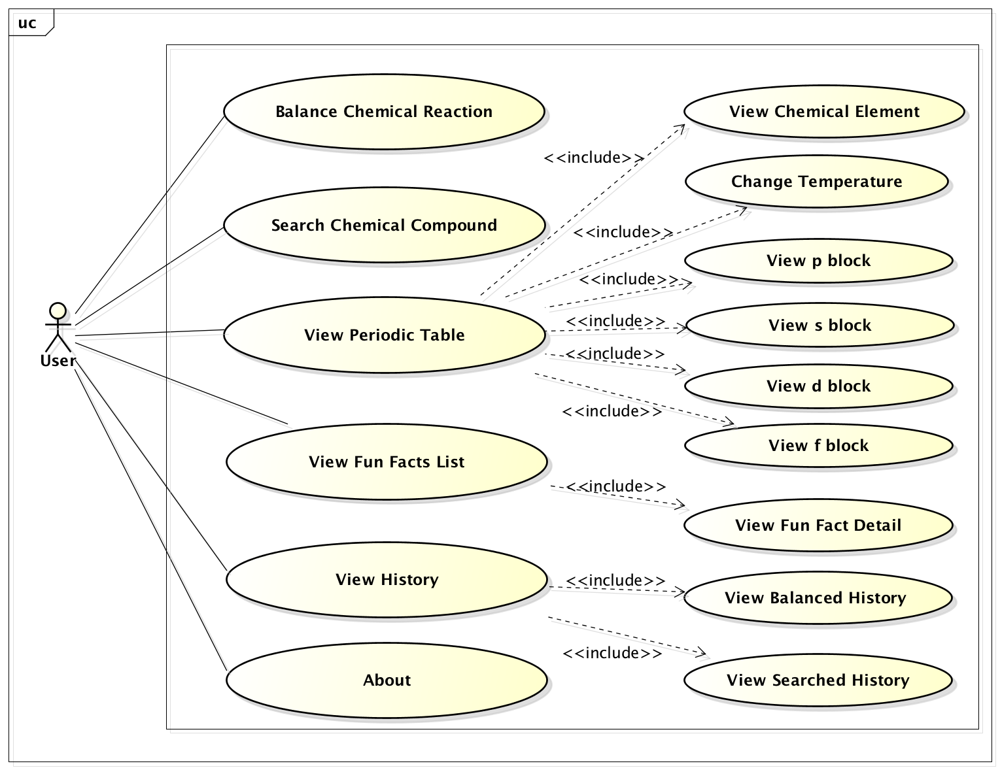 uc
Balance Chemical Reaction
View Chemical Element
<<include>>
Change Temperature
Search Chemical Compound
<<include>>
View p block
<<include>>
User
View Periodic Table
<<include>>
View s block
<<include>>
View d block
<<include>>
View f block
View Fun Facts List
<<include>>
View Fun Fact Detail
View History
<<include>>
View Balanced History
<<include>>
About
View Searched History